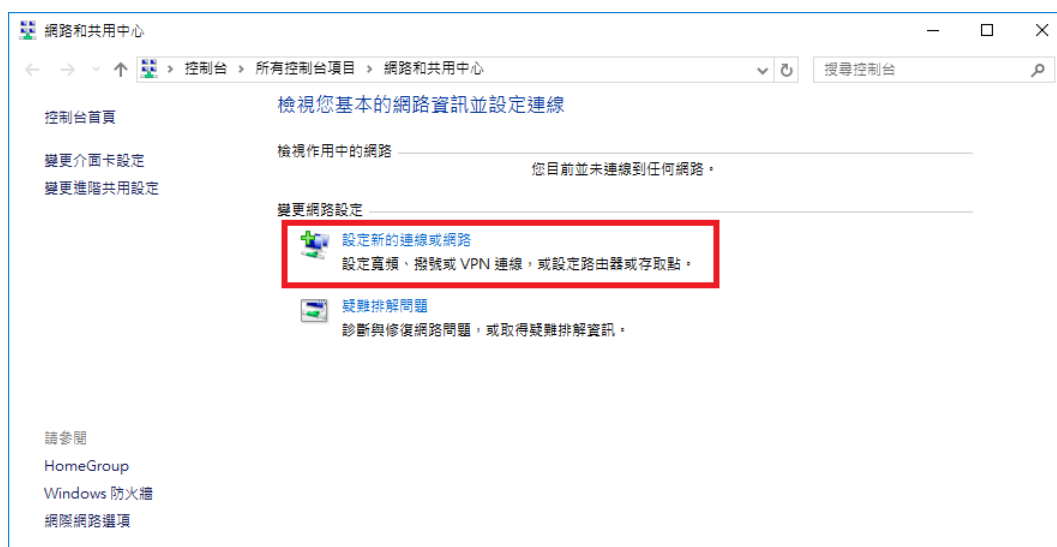 網路和共用中心
控制台 › 所有控制台項目 › 網路和共用中心
搜尋控制台
控制台首頁
變更介面卡設定
變更進階共用設定
檢視您基本的網路資訊並設定連線
檢視作用中的網路
您目前並未連線到任何網路。
變更網路設定
設定新的連線或網路
設定寬頻、撥號或 VPN 連線，或設定路由器或存取點。
疑難排解問題
診斷與修復網路問題，或取得疑難排解資訊。
請參閱
HomeGroup
Windows 防火牆
網際網路選項